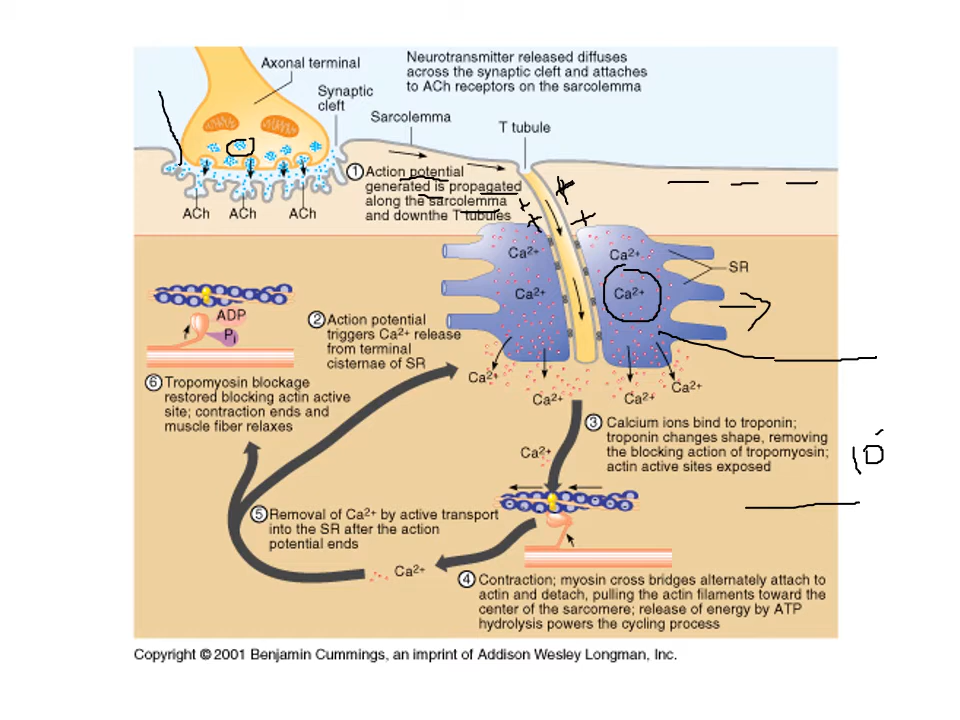 Neurotransmitter released diffuses
across the synaptic cleft and attaches
to ACh receptors on the sarcolemma
Axonal terminal
Synaptic
cleft
Sarcolemma
T tubule
① Action potential
generated is propagated
along the sarcolemma
and downthe T tubules
ACh
ACh
ACh
Ca2+
Ca2+
SR
Ca2+
Ca2+
ADP
Pi
② Action potential
triggers Ca2+ release
from terminal
cisternae of SR
Ca2+
Ca2+
Ca2+
Ca2+
⑥ Tropomyosin blockage
restored blocking actin active
site; contraction ends and
muscle fiber relaxes
③ Calcium ions bind to troponin;
troponin changes shape, removing
the blocking action of tropomyosin;
actin active sites exposed
Ca2+
⑤ Removal of Ca2+ by active transport
into the SR after the action
potential ends
Ca2+
④ Contraction; myosin cross bridges alternately attach to
actin and detach, pulling the actin filaments toward the
center of the sarcomere; release of energy by ATP
hydrolysis powers the cycling process
Copyright © 2001 Benjamin Cummings, an imprint of Addison Wesley Longman, Inc.